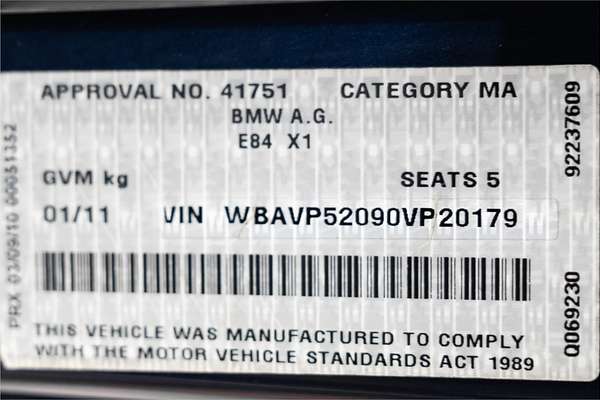 APPROVAL NO. 41751 CATEGORY MA
BMW A.G.
E84 X1
GVM kg SEATS 5
01/11 VIN WBAVP52090VP20179
THIS VEHICLE WAS MANUFACTURED TO COMPLY
WITH THE MOTOR VEHICLE STANDARDS ACT 1989
92237609
Q069230
PRX 03/09/10 00051352